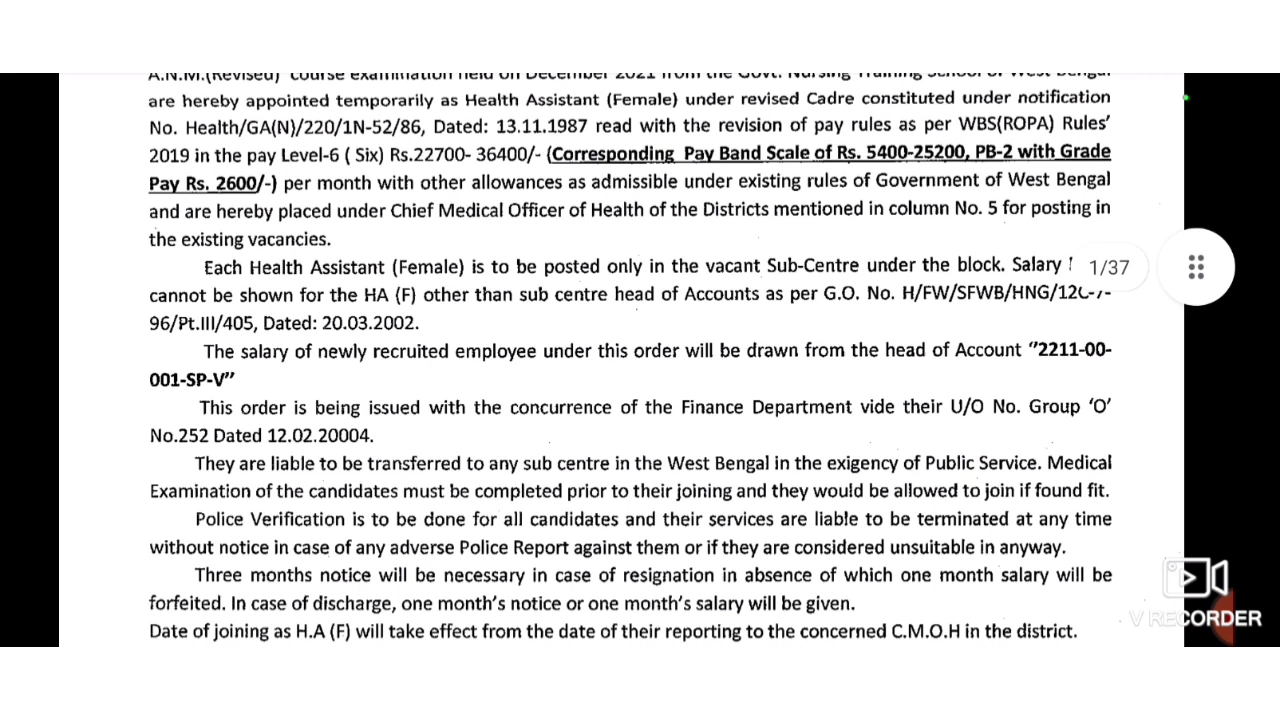 A.N.M.(Revised) course examination held on December 2021 from the Govt. Nursing Training School of West Bengal
are hereby appointed temporarily as Health Assistant (Female) under revised Cadre constituted under notification
No. Health/GA(N)/220/1N-52/86, Dated: 13.11.1987 read with the revision of pay rules as per WBS(ROPA) Rules’
2019 in the pay Level-6 ( Six) Rs.22700- 36400/- (Corresponding Pay Band Scale of Rs. 5400-25200, PB-2 with Grade
Pay Rs. 2600/-) per month with other allowances as admissible under existing rules of Government of West Bengal
and are hereby placed under Chief Medical Officer of Health of the Districts mentioned in column No. 5 for posting in
the existing vacancies.
Each Health Assistant (Female) is to be posted only in the vacant Sub-Centre under the block. Salary
1/37
cannot be shown for the HA (F) other than sub centre head of Accounts as per G.O. No.
96/Pt.III/405, Dated: 20.03.2002.
The salary of newly recruited employee under this order will be drawn from the head of Account "2211-00-
001-SP-V”
This order is being issued with the concurrence of the Finance Department vide their U/O No. Group ‘O’
No.252 Dated 12.02.20004.
They are liable to be transferred to any sub centre in the West Bengal in the exigency of Public Service. Medical
Examination of the candidates must be completed prior to their joining and they would be allowed to join if found fit.
Police Verification is to be done for all candidates and their services are liable to be terminated at any time
without notice in case of any adverse Police Report against them or if they are considered unsuitable in anyway.
Three months notice will be necessary in case of resignation in absence of which one month salary will be
forfeited. In case of discharge, one month’s notice or one month’s salary will be given.
Date of joining as H.A (F) will take effect from the date of their reporting to the concerned C.M.O.H in the district.
V RECORDER